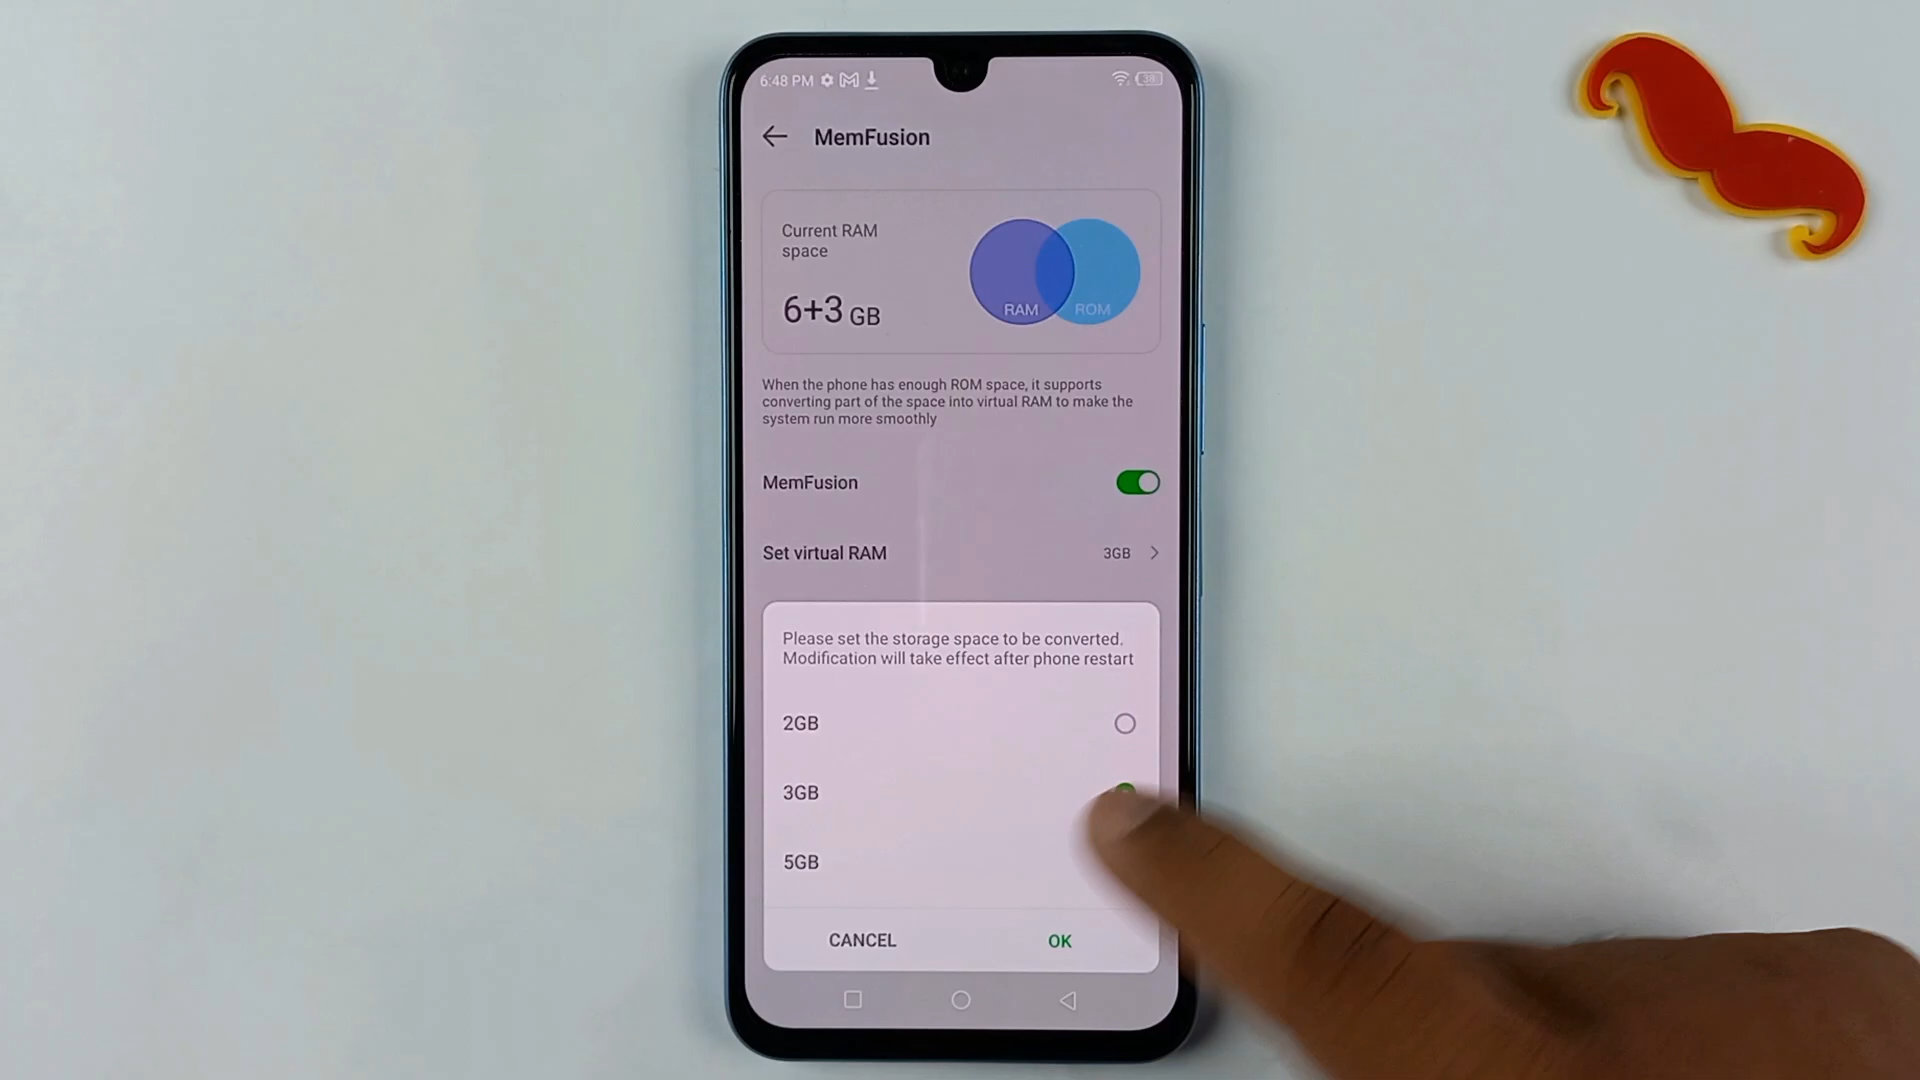 6:48 PM
38
MemFusion
Current RAM
space
6+3 GB
RAM
ROM
When the phone has enough ROM space, it supports
converting part of the space into virtual RAM to make the
system run more smoothly
MemFusion
Set virtual RAM
3GB
Please set the storage space to be converted.
Modification will take effect after phone restart
2GB
3GB
5GB
CANCEL
OK